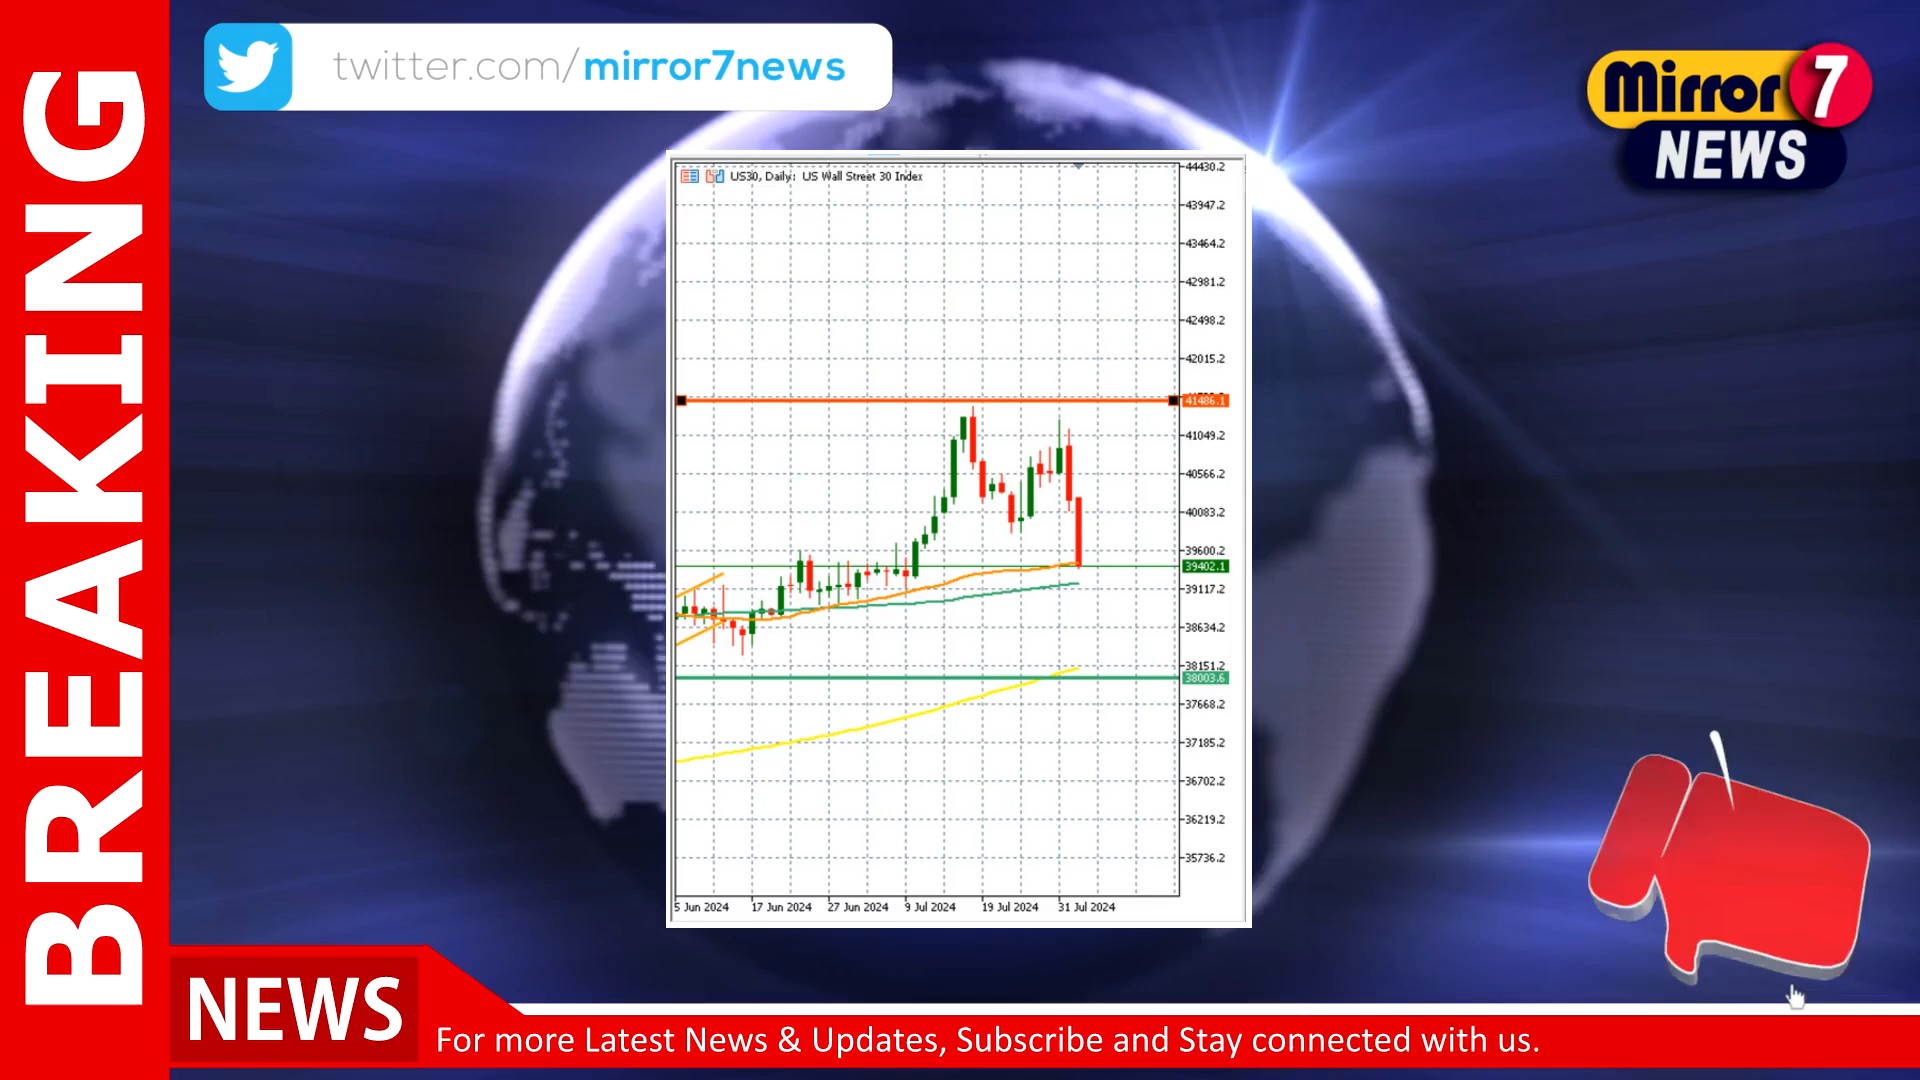 BREAKING
twitter.com/mirror7news
Mirror 7
NEWS
US30, Daily: US Wall Street 30 Index
44430.2
43947.2
43464.2
42981.2
42498.2
42015.2
41486.1
41049.2
40566.2
40083.2
39600.2
39402.1
39117.2
38634.2
38151.2
38003.6
37668.2
37185.2
36702.2
36219.2
35736.2
5 Jun 2024 17 Jun 2024 27 Jun 2024 9 Jul 2024 19 Jul 2024 31 Jul 2024
NEWS
For more Latest News & Updates, Subscribe and Stay connected with us.